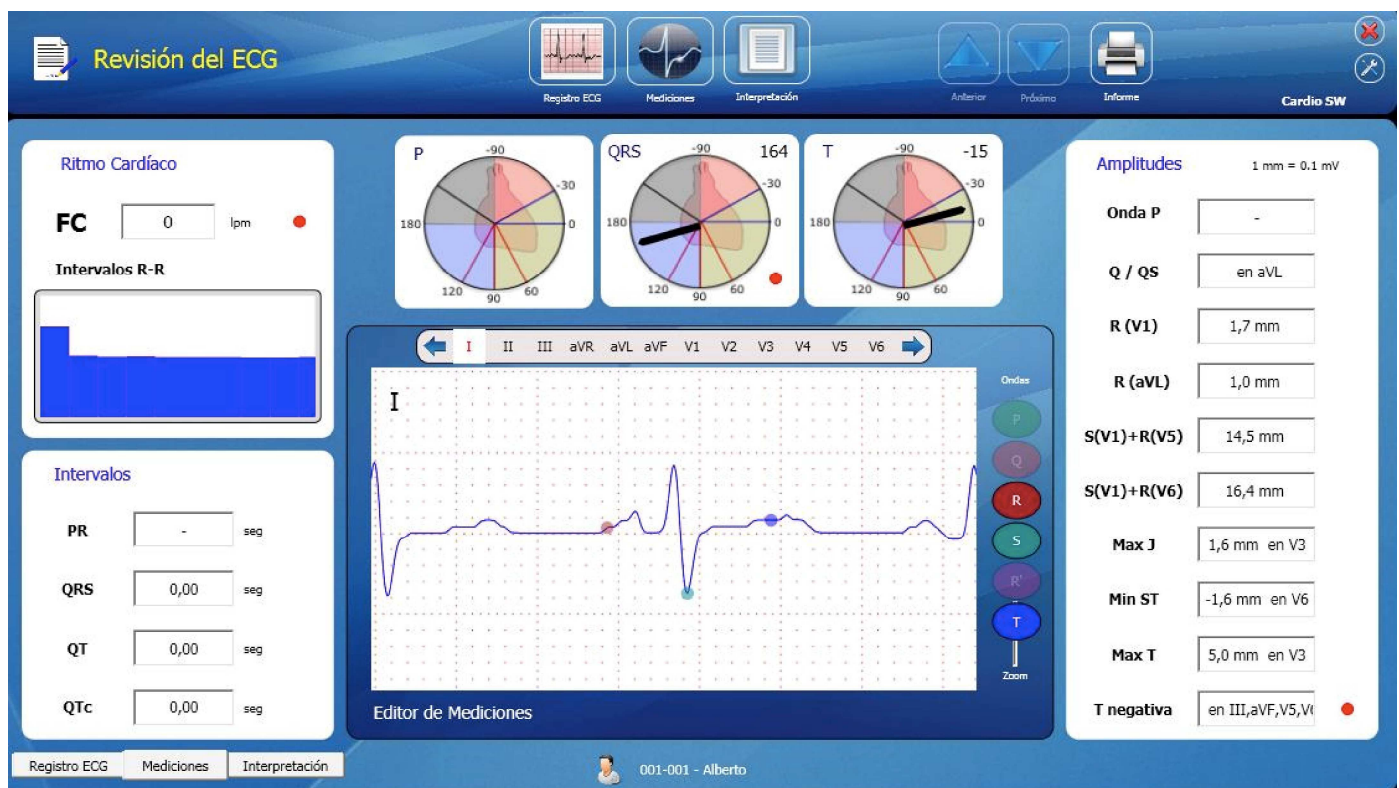 Revisión del ECG
Registro ECG
Mediciones
Interpretación
Anterior
Próximo
Informe
Cardio SW
Ritmo Cardíaco
FC 0 lpm
Intervalos R-R
Intervalos
PR - seg
QRS 0,00 seg
QT 0,00 seg
QTc 0,00 seg
P -90
-30
180 0
120 90 60
QRS -90 164
-30
180 0
120 90 60
T -90 -15
-30
180 0
120 90 60
I II III aVR aVL aVF V1 V2 V3 V4 V5 V6
I
Ondas
P
Q
R
S
R'
T
Zoom
Editor de Mediciones
Amplitudes 1 mm = 0.1 mV
Onda P -
Q / QS en aVL
R (V1) 1,7 mm
R (aVL) 1,0 mm
S(V1)+R(V5) 14,5 mm
S(V1)+R(V6) 16,4 mm
Max J 1,6 mm en V3
Min ST -1,6 mm en V6
Max T 5,0 mm en V3
T negativa en III,aVF,V5,V
Registro ECG Mediciones Interpretación
001-001 - Alberto